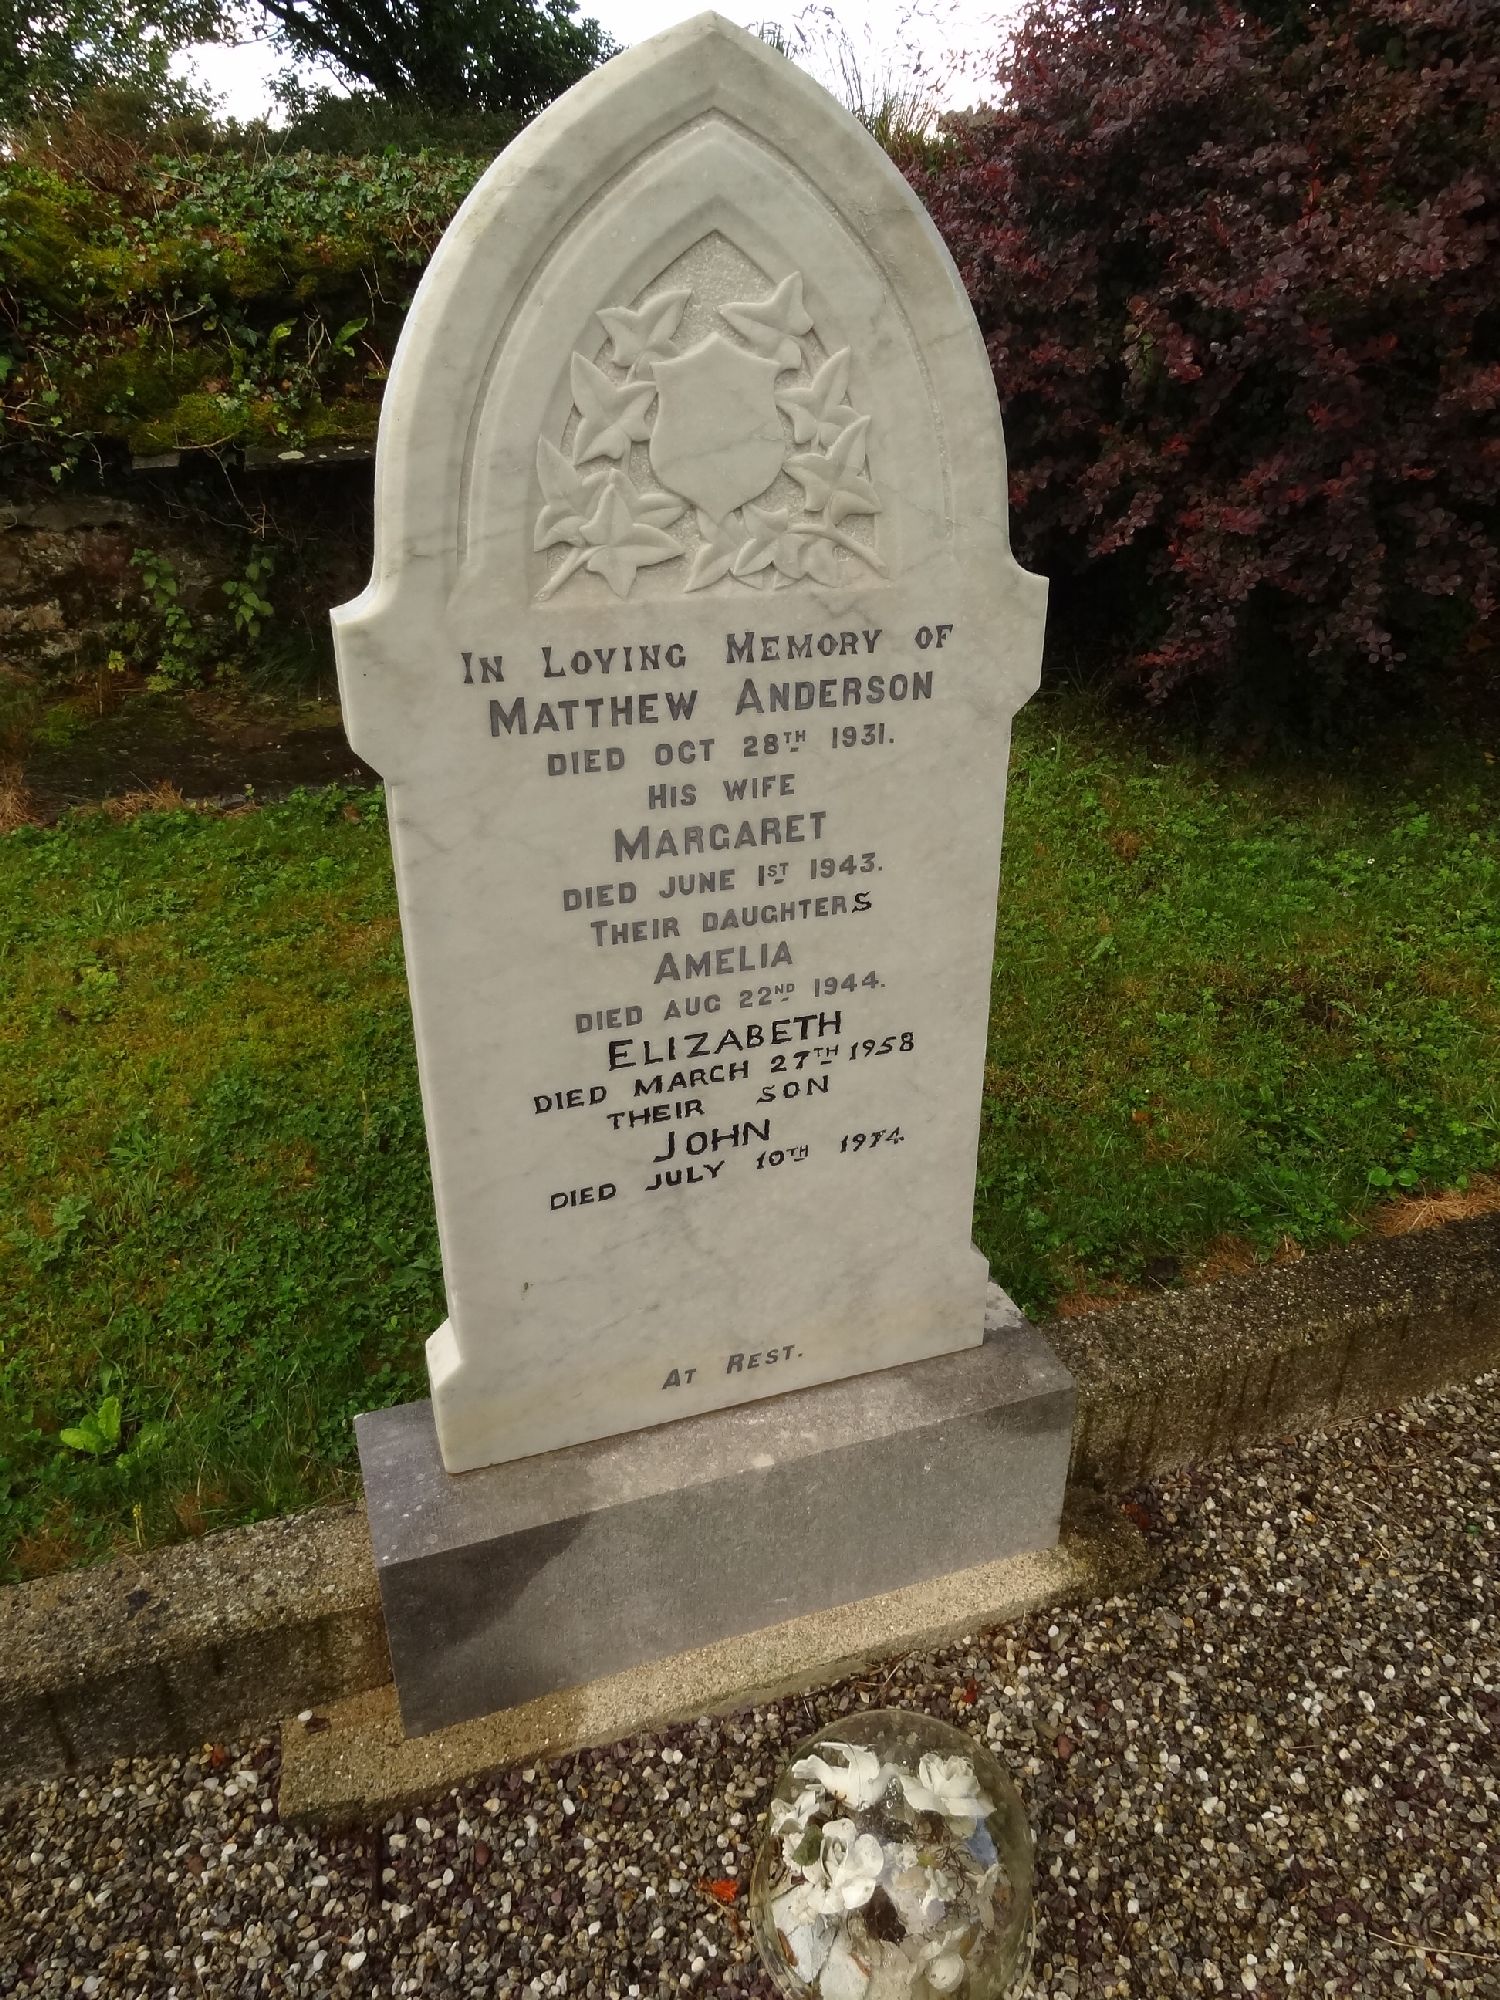 IN LOVING MEMORY OF
MATTHEW ANDERSON
DIED OCT 28TH 1931.
HIS WIFE
MARGARET
DIED JUNE 1ST 1943.
THEIR DAUGHTERS
AMELIA
DIED AUG 22ND 1944.
ELIZABETH
DIED MARCH 27TH 1958
THEIR SON
JOHN
DIED JULY 10TH 1974.
AT REST.